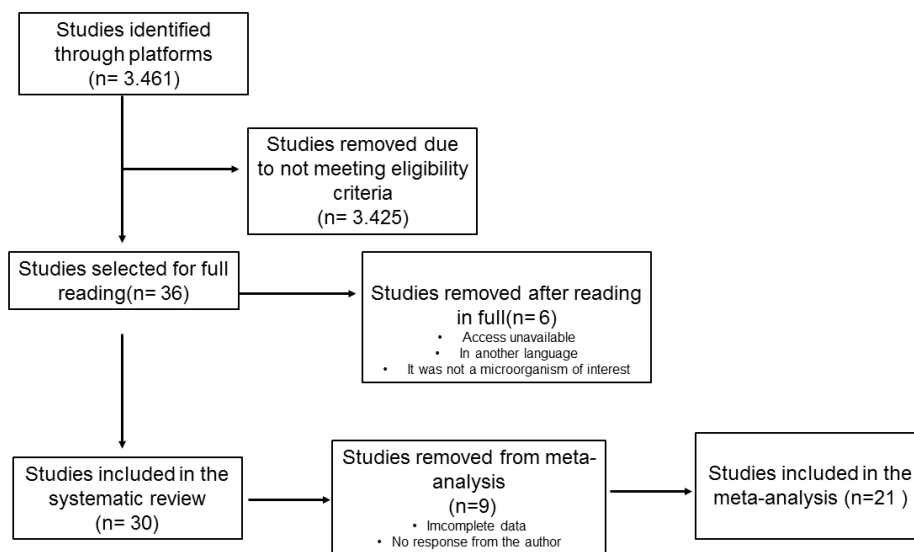 Studies identified
through platforms
(n= 3.461)
Studies removed due
to not meeting eligibility
criteria
(n= 3.425)
Studies selected for full
reading(n= 36)
Studies removed after reading
in full(n= 6)
• Access unavailable
• In another language
• It was not a microorganism of interest
Studies included in the
systematic review
(n= 30)
Studies removed from meta-
analysis
(n=9)
• Imcomplete data
• No response from the author
Studies included in the
meta-analysis (n=21 )